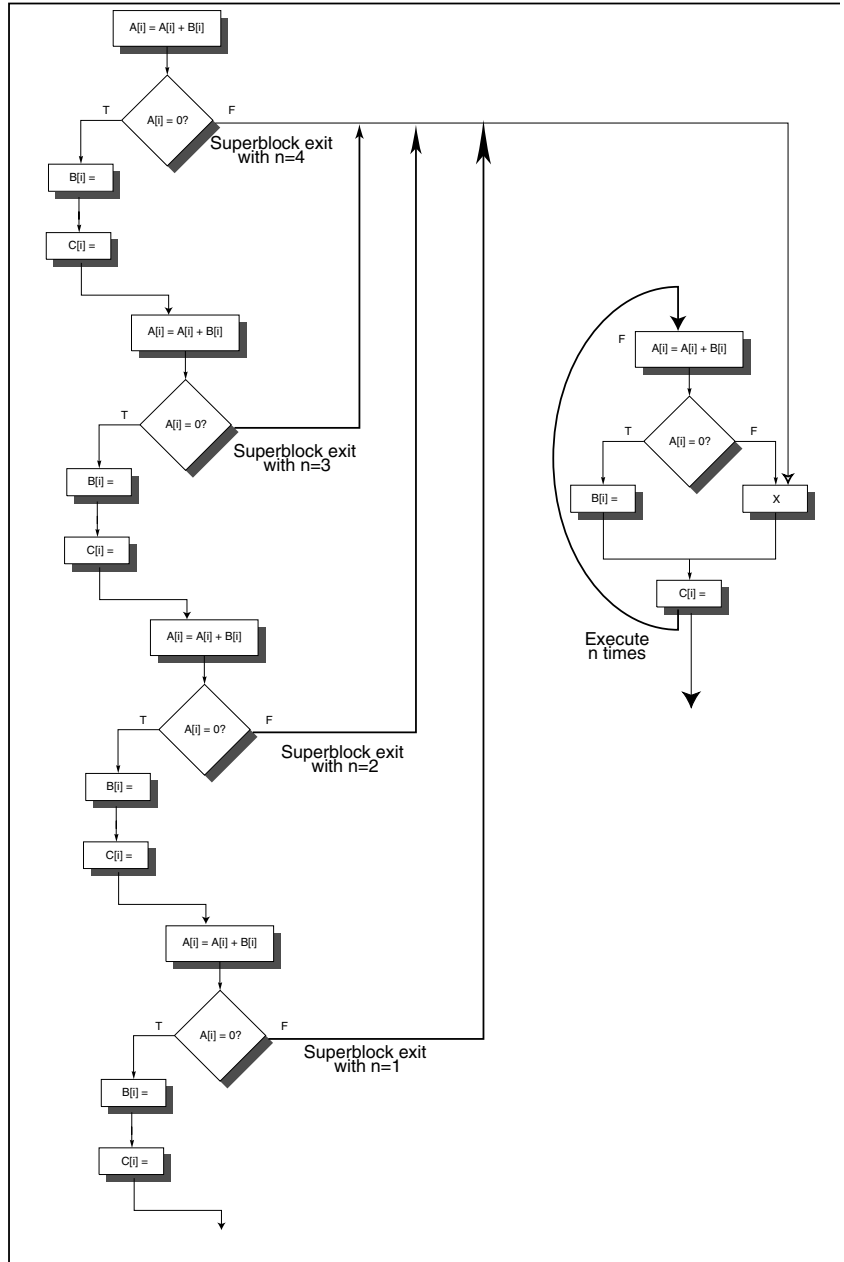 A[i] = A[i] + B[i]
T
F
A[i] = 0?
Superblock exit
with n=4
B[i] =
C[i] =
A[i] = A[i] + B[i]
T
A[i] = 0?
Superblock exit
with n=3
B[i] =
C[i] =
A[i] = A[i] + B[i]
T
F
A[i] = 0?
Superblock exit
with n=2
B[i] =
C[i] =
A[i] = A[i] + B[i]
T
F
A[i] = 0?
Superblock exit
with n=1
B[i] =
C[i] =
F
A[i] = A[i] + B[i]
T
F
A[i] = 0?
B[i] =
X
C[i] =
Execute
n times